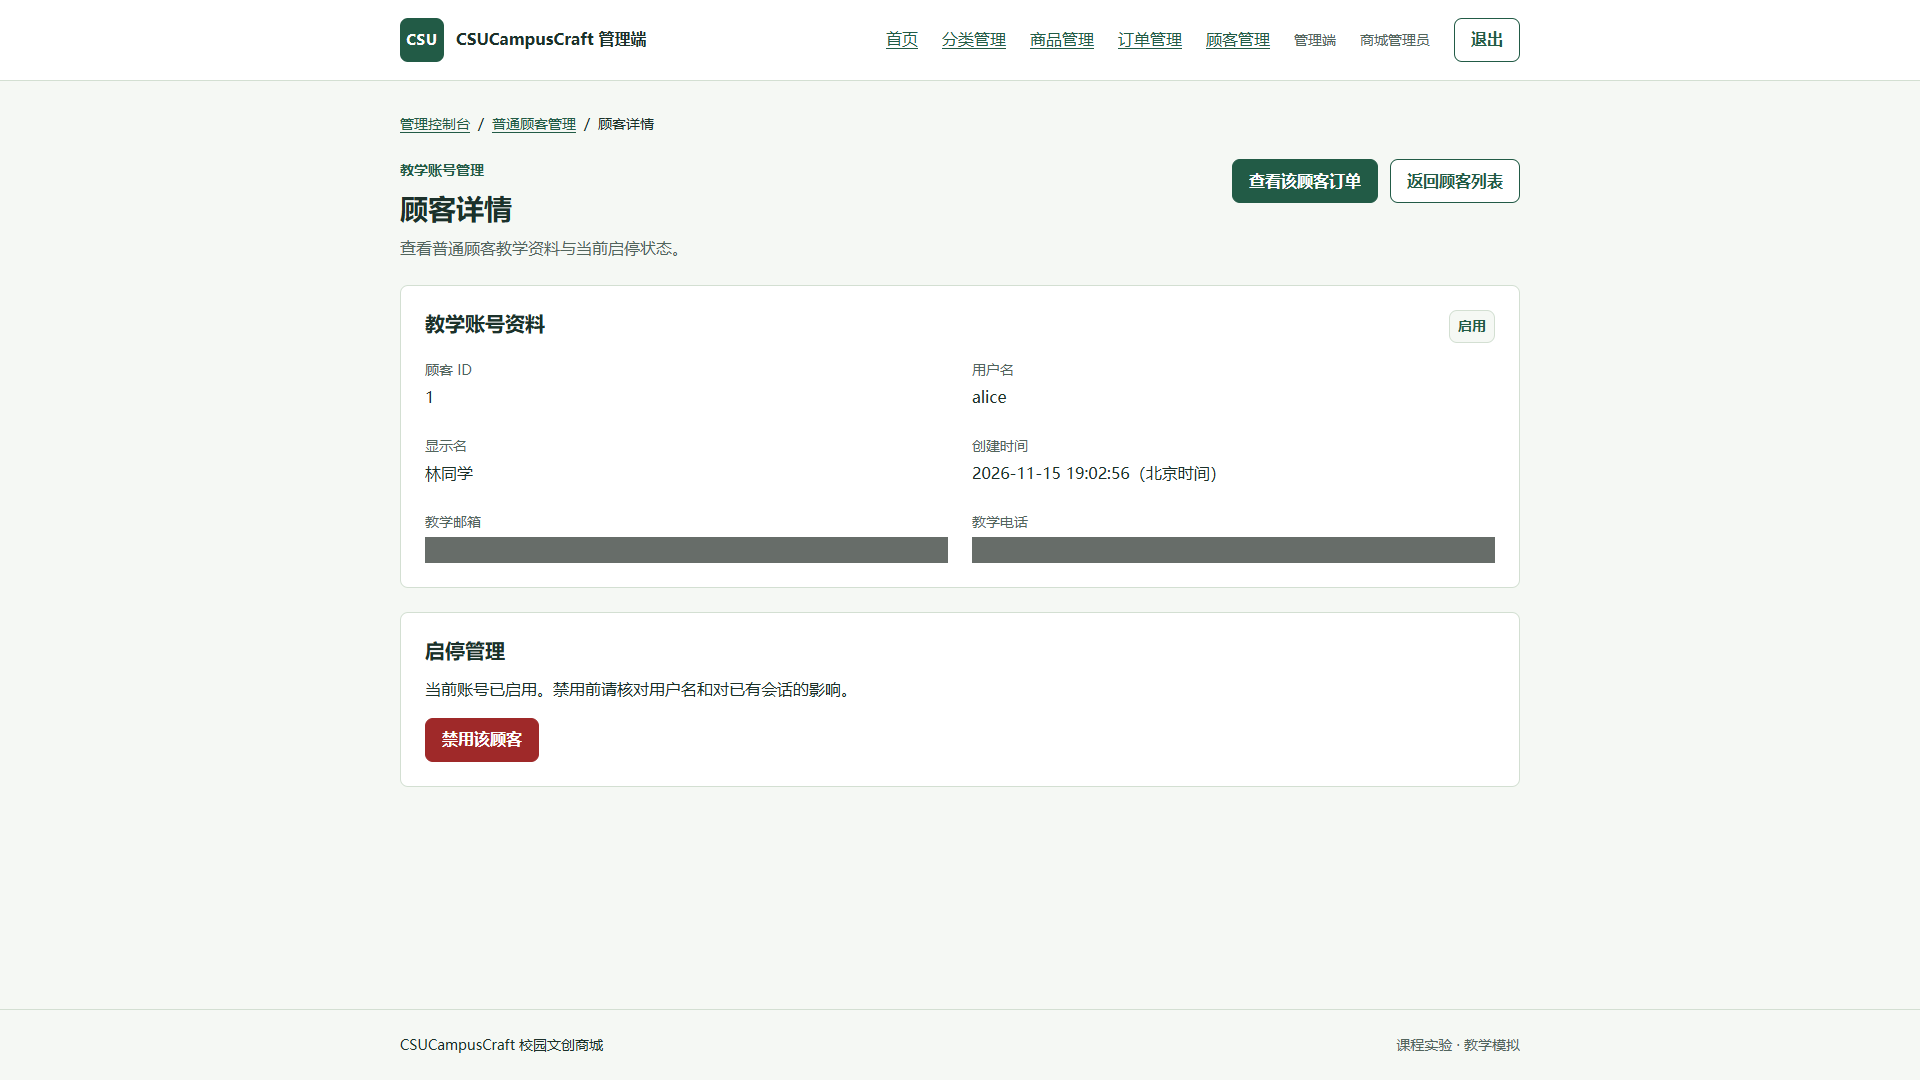 CSU CSUCampusCraft 管理端 首页 分类管理 商品管理 订单管理 顾客管理 管理端 商城管理员 退出
管理控制台 / 普通顾客管理 / 顾客详情
教学账号管理
查看该顾客订单 返回顾客列表
顾客详情
查看普通顾客教学资料与当前启停状态。
教学账号资料 启用
顾客 ID 用户名
1 alice
显示名 创建时间
林同学 2026-11-15 19:02:56（北京时间）
教学邮箱 教学电话
启停管理
当前账号已启用。禁用前请核对用户名和对已有会话的影响。
禁用该顾客
CSUCampusCraft 校园文创商城 课程实验 · 教学模拟